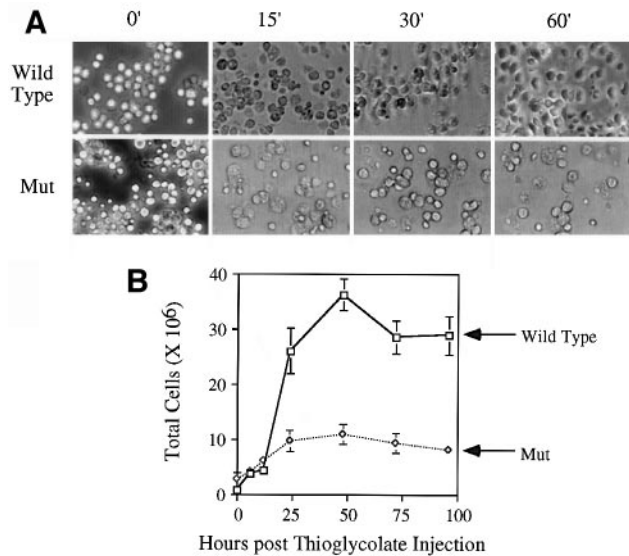 A
0'
15'
30'
60'
Wild
Type
Mut
B
Total Cells (X 10⁶)
40
30
20
10
0
0
25
50
75
100
Hours post Thioglycolate Injection
Wild Type
Mut